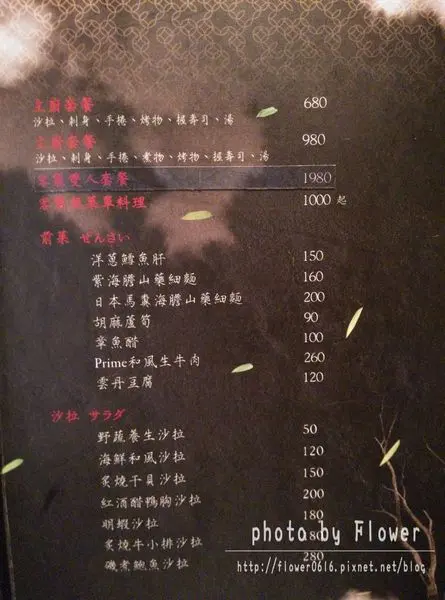 主廚套餐 680
沙拉、刺身、手捲、烤物、握壽司、湯
主廚套餐 980
沙拉、刺身、手捲、煮物、烤物、握壽司、湯
雙人套餐 1980
無菜單料理 1000 起
前菜 ぜんさい
洋蔥鱈魚肝 150
紫海膽山藥細麵 160
日本馬糞海膽山藥細麵 200
胡麻蘆筍 90
章魚醋 100
Prime和風生牛肉 260
雲丹豆腐 120
沙拉 サラダ
野蔬養生沙拉 50
海鮮和風沙拉 120
炙燒干貝沙拉 150
紅酒醋鴨胸沙拉 200
明蝦沙拉 180
炙燒牛小排沙拉 180
磯煮鮑魚沙拉 280
photo by Flower
http://flower0616.pixnet.net/blog